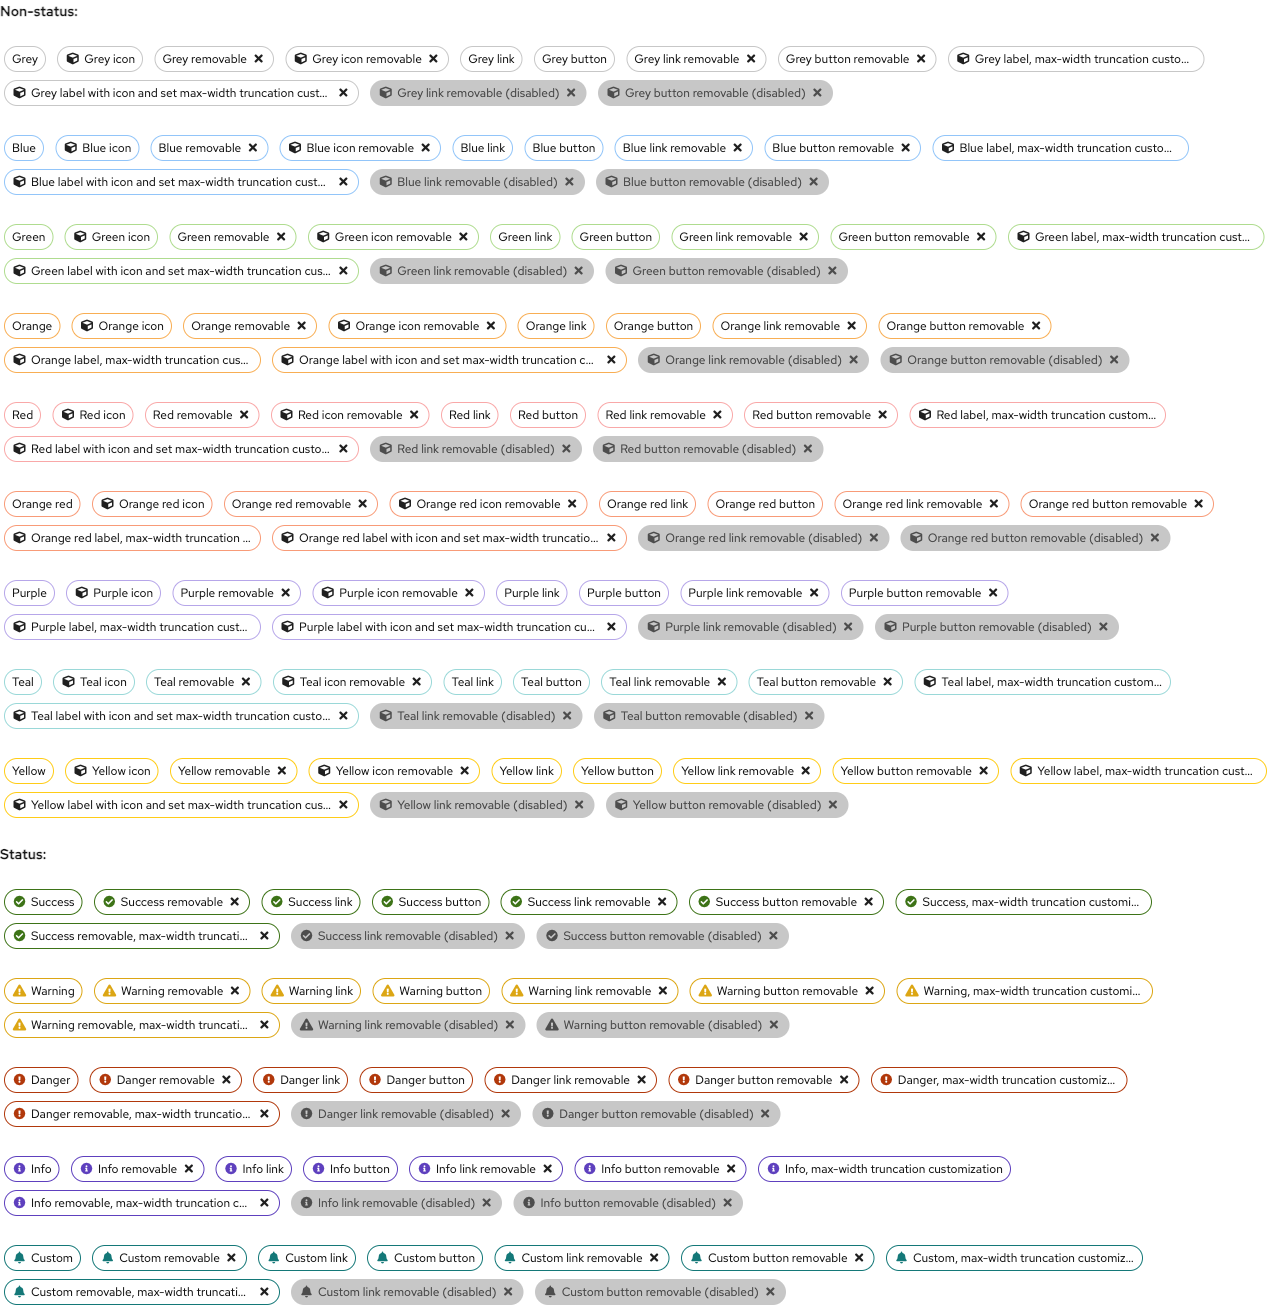 Non-status:
Grey Grey icon Grey removable Grey icon removable Grey link Grey button Grey link removable Grey button removable Grey label, max-width truncation custo...
Grey label with icon and set max-width truncation cust... Grey link removable (disabled) Grey button removable (disabled)
Blue Blue icon Blue removable Blue icon removable Blue link Blue button Blue link removable Blue button removable Blue label, max-width truncation custo...
Blue label with icon and set max-width truncation cust... Blue link removable (disabled) Blue button removable (disabled)
Green Green icon Green removable Green icon removable Green link Green button Green link removable Green button removable Green label, max-width truncation cust...
Green label with icon and set max-width truncation cus... Green link removable (disabled) Green button removable (disabled)
Orange Orange icon Orange removable Orange icon removable Orange link Orange button Orange link removable Orange button removable
Orange label, max-width truncation cus... Orange label with icon and set max-width truncation c... Orange link removable (disabled) Orange button removable (disabled)
Red Red icon Red removable Red icon removable Red link Red button Red link removable Red button removable Red label, max-width truncation custom...
Red label with icon and set max-width truncation custo... Red link removable (disabled) Red button removable (disabled)
Orange red Orange red icon Orange red removable Orange red icon removable Orange red link Orange red button Orange red link removable Orange red button removable
Orange red label, max-width truncation ... Orange red label with icon and set max-width truncatio... Orange red link removable (disabled) Orange red button removable (disabled)
Purple Purple icon Purple removable Purple icon removable Purple link Purple button Purple link removable Purple button removable
Purple label, max-width truncation cust... Purple label with icon and set max-width truncation cu... Purple link removable (disabled) Purple button removable (disabled)
Teal Teal icon Teal removable Teal icon removable Teal link Teal button Teal link removable Teal button removable Teal label, max-width truncation custom...
Teal label with icon and set max-width truncation custo... Teal link removable (disabled) Teal button removable (disabled)
Yellow Yellow icon Yellow removable Yellow icon removable Yellow link Yellow button Yellow link removable Yellow button removable Yellow label, max-width truncation cust...
Yellow label with icon and set max-width truncation cus... Yellow link removable (disabled) Yellow button removable (disabled)
Status:
Success Success removable Success link Success button Success link removable Success button removable Success, max-width truncation customi...
Success removable, max-width truncati... Success link removable (disabled) Success button removable (disabled)
Warning Warning removable Warning link Warning button Warning link removable Warning button removable Warning, max-width truncation customi...
Warning removable, max-width truncati... Warning link removable (disabled) Warning button removable (disabled)
Danger Danger removable Danger link Danger button Danger link removable Danger button removable Danger, max-width truncation customiz...
Danger removable, max-width truncatio... Danger link removable (disabled) Danger button removable (disabled)
Info Info removable Info link Info button Info link removable Info button removable Info, max-width truncation customization
Info removable, max-width truncation c... Info link removable (disabled) Info button removable (disabled)
Custom Custom removable Custom link Custom button Custom link removable Custom button removable Custom, max-width truncation customiz...
Custom removable, max-width truncati... Custom link removable (disabled) Custom button removable (disabled)